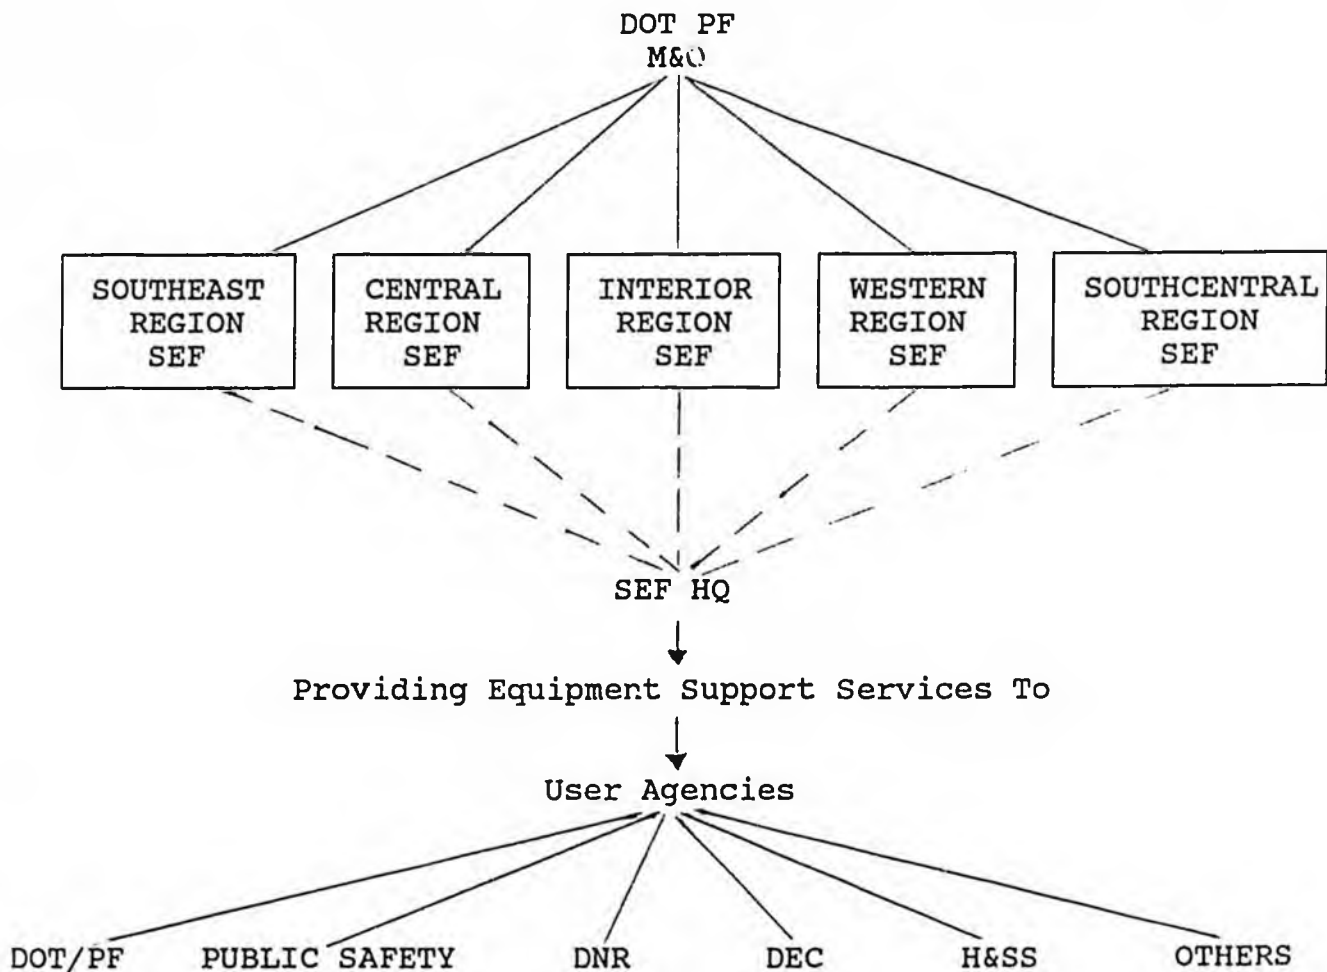 DOT PF
M&O
SOUTHEAST
REGION
SEF
CENTRAL
REGION
SEF
INTERIOR
REGION
SEF
WESTERN
REGION
SEF
SOUTHCENTRAL
REGION
SEF
SEF HQ
Providing Equipment Support Services To
User Agencies
DOT/PF PUBLIC SAFETY DNR DEC H&SS OTHERS